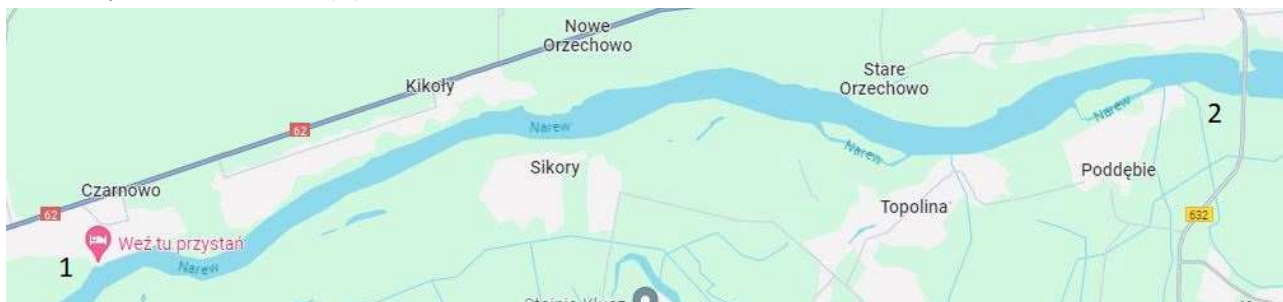 Nowe
Orzechowo
Kikoły
Stare
Orzechowo
62
Narew
Narew
Narew
2
Sikory
Poddębie
Czarnowo
62
Topolina
632
Weź tu przystań
1
Narew